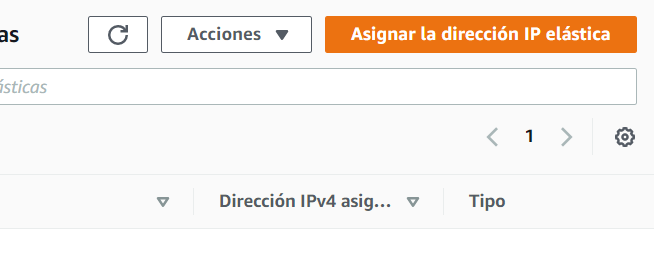 as
Acciones
Asignar la dirección IP elástica
ásticas
1
Dirección IPv4 asig...
Tipo